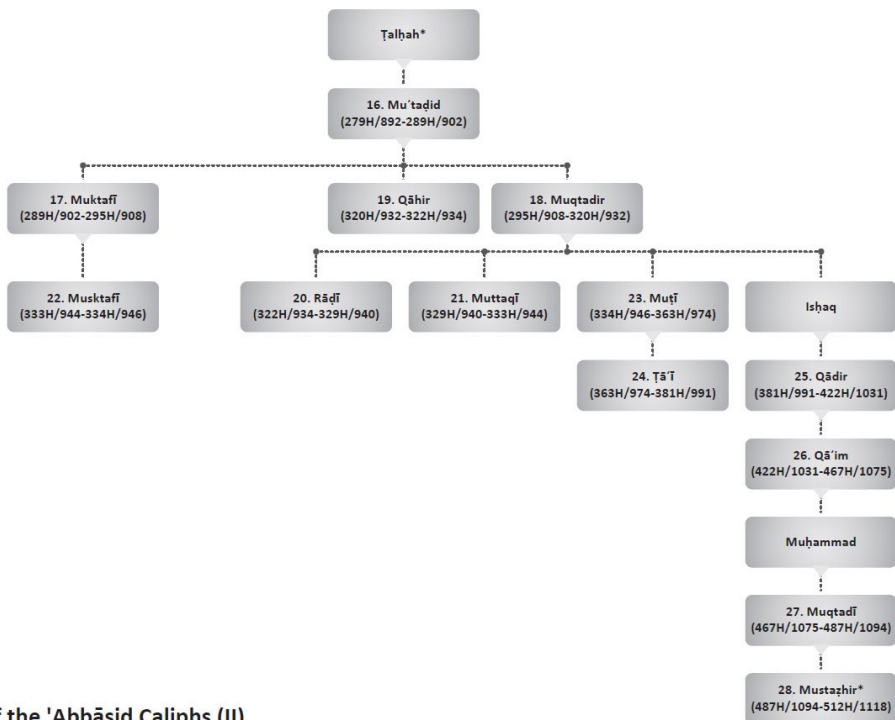 Ṭalḥah*
16. Mu´taḍid
(279H/892-289H/902)
17. Muktafī
(289H/902-295H/908)
19. Qāhir
(320H/932-322H/934)
18. Muqtadir
(295H/908-320H/932)
22. Musktafī
(333H/944-334H/946)
20. Rāḍī
(322H/934-329H/940)
21. Muttaqī
(329H/940-333H/944)
23. Muṭī
(334H/946-363H/974)
Isḥaq
24. Ṭā´ī
(363H/974-381H/991)
25. Qādir
(381H/991-422H/1031)
26. Qā´im
(422H/1031-467H/1075)
Muḥammad
27. Muqtadī
(467H/1075-487H/1094)
28. Mustaẓhir*
(487H/1094-512H/1118)
f the 'Abbāsid Caliphs (II)